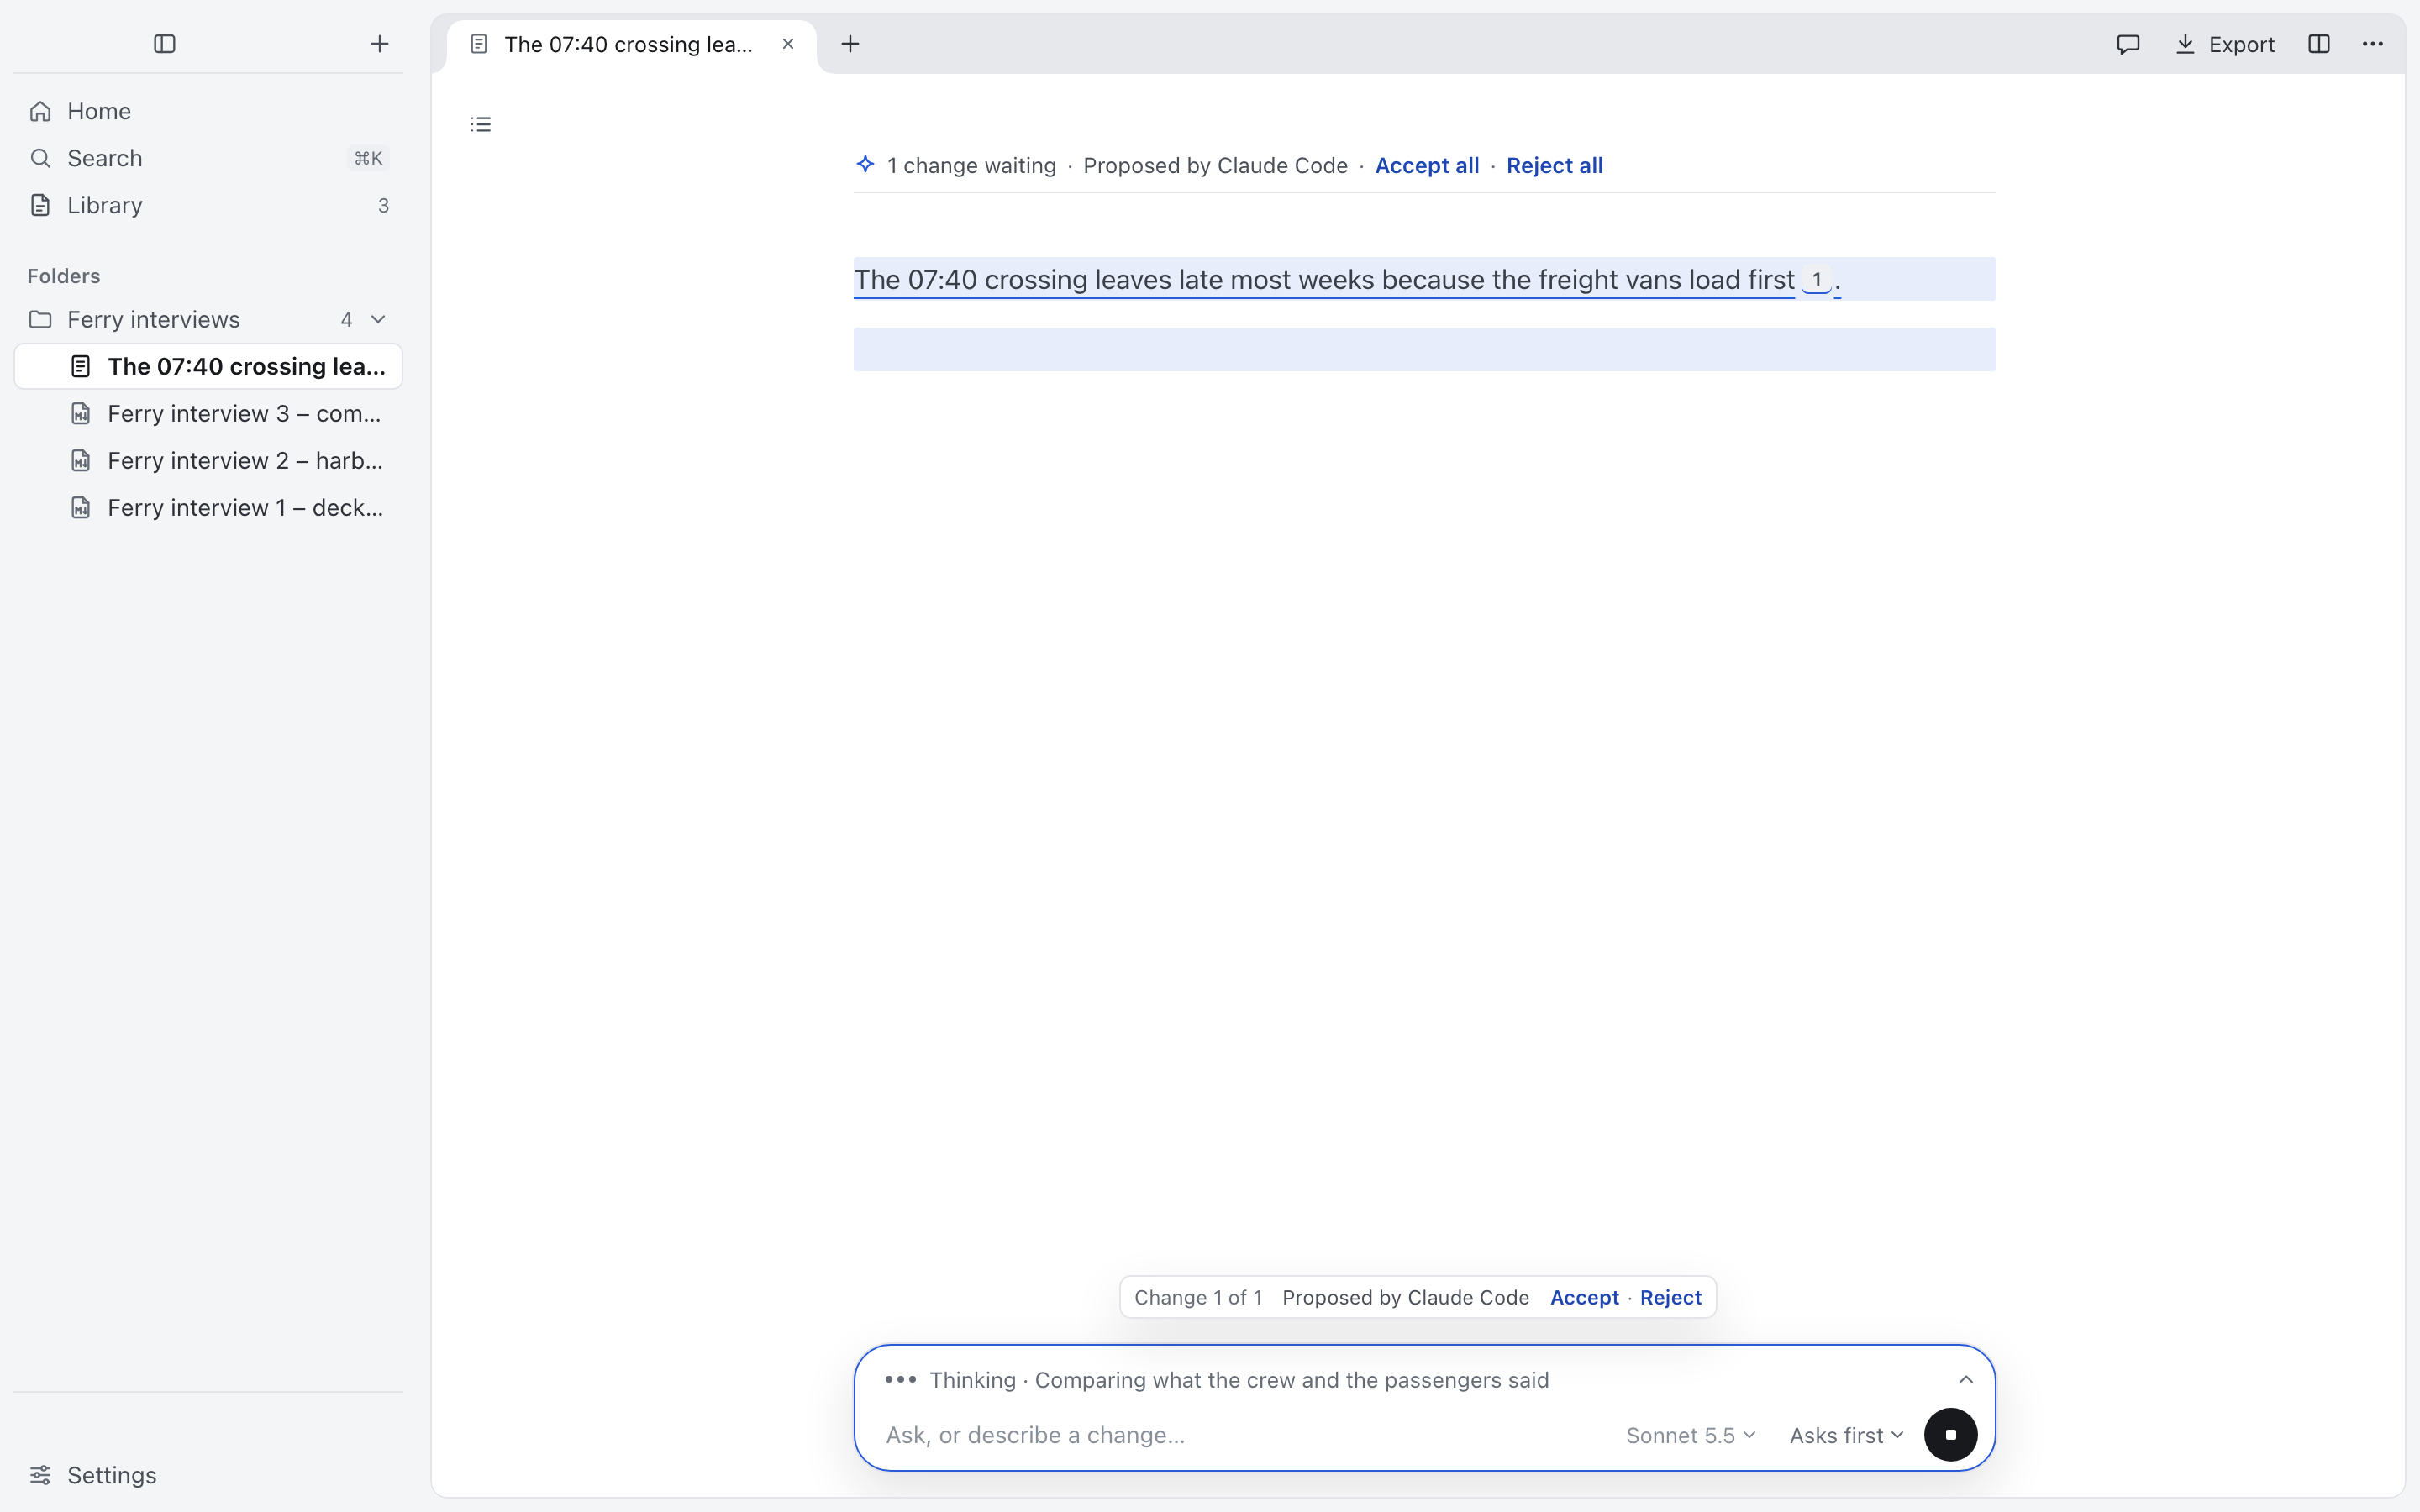 Home
Search ⌘K
Library 3
Folders
Ferry interviews 4
The 07:40 crossing lea...
Ferry interview 3 – com...
Ferry interview 2 – harb...
Ferry interview 1 – deck...
Settings
The 07:40 crossing lea...
Export
1 change waiting · Proposed by Claude Code · Accept all · Reject all
The 07:40 crossing leaves late most weeks because the freight vans load first 1 .
Change 1 of 1 Proposed by Claude Code Accept · Reject
Thinking · Comparing what the crew and the passengers said
Ask, or describe a change... Sonnet 5.5 Asks first